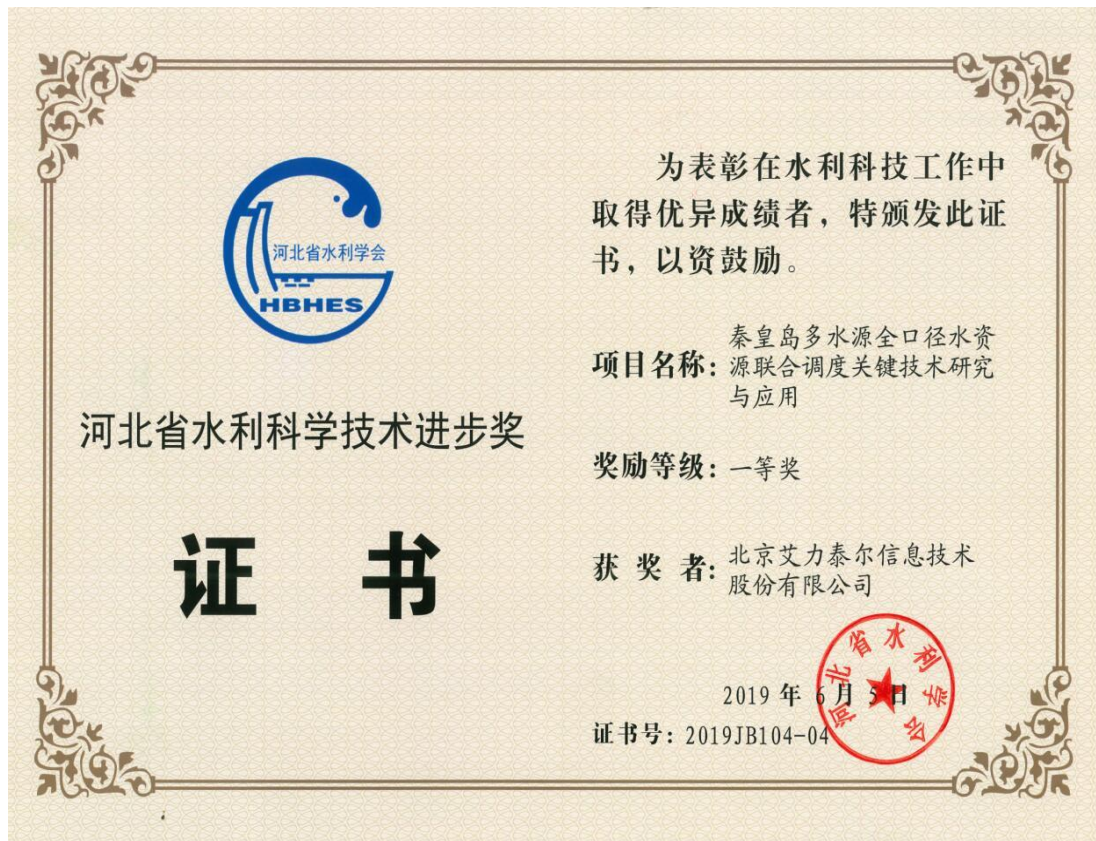 河北省水利学会
HBHES
河北省水利科学技术进步奖
证 书
为表彰在水利科技工作中
取得优异成绩者，特颁发此证
书，以资鼓励。
项目名称：秦皇岛多水源全口径水资
源联合调度关键技术研究
与应用
奖励等级：一等奖
获 奖 者：北京艾力泰尔信息技术
股份有限公司
河北省水利学会
2019 年 6 月 5 日
证书号：2019JB104-04